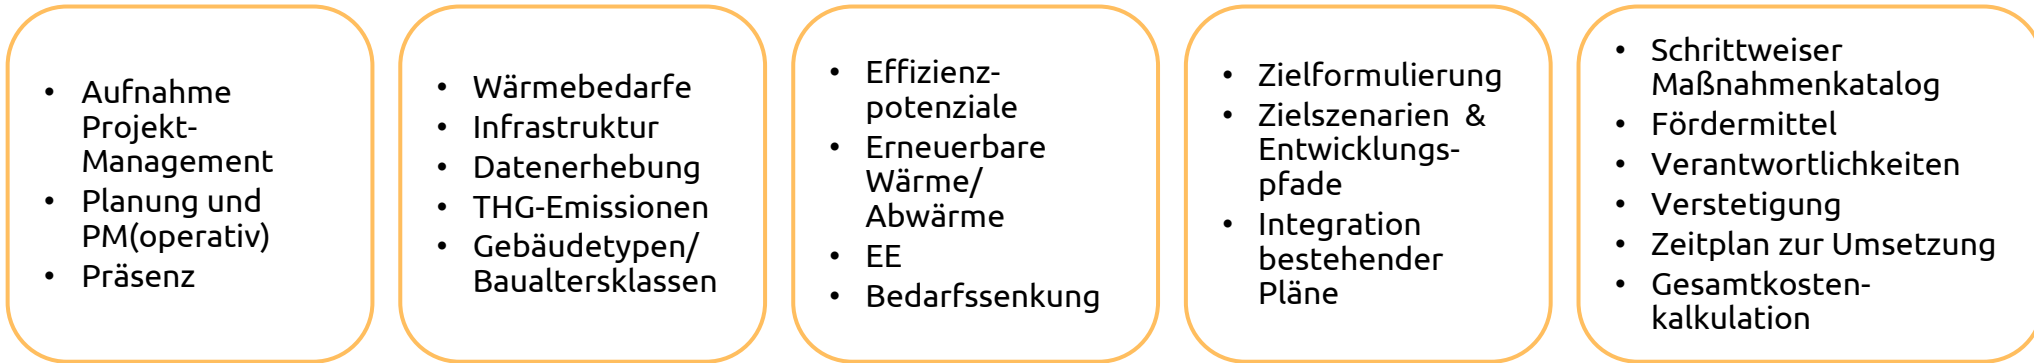 • Aufnahme
Projekt-
Management
• Planung und
PM(operativ)
• Präsenz
• Wärmebedarfe
• Infrastruktur
• Datenerhebung
• THG-Emissionen
• Gebäudetypen/
Baualtersklassen
• Effizienz-
potenziale
• Erneuerbare
Wärme/
Abwärme
• EE
• Bedarfssenkung
• Zielformulierung
• Zielszenarien &
Entwicklungs-
pfade
• Integration
bestehender
Pläne
• Schrittweiser
Maßnahmenkatalog
• Fördermittel
• Verantwortlichkeiten
• Verstetigung
• Zeitplan zur Umsetzung
• Gesamtkosten-
kalkulation